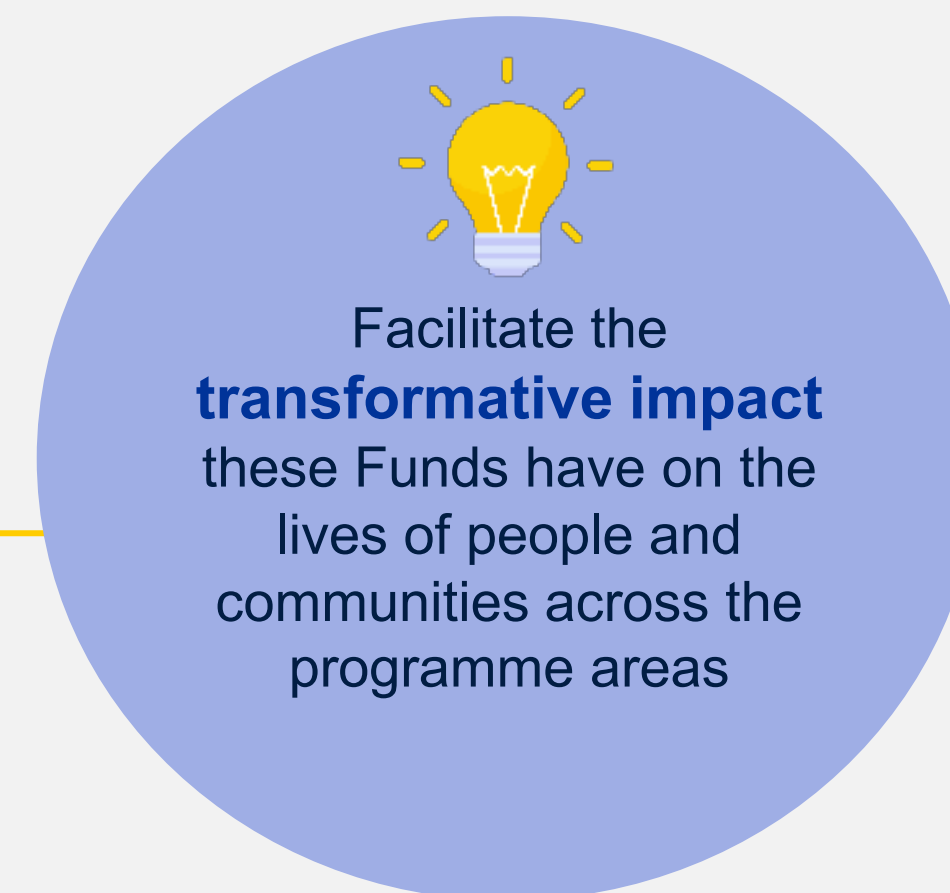 Facilitate the
transformative impact
these Funds have on the
lives of people and
communities across the
programme areas